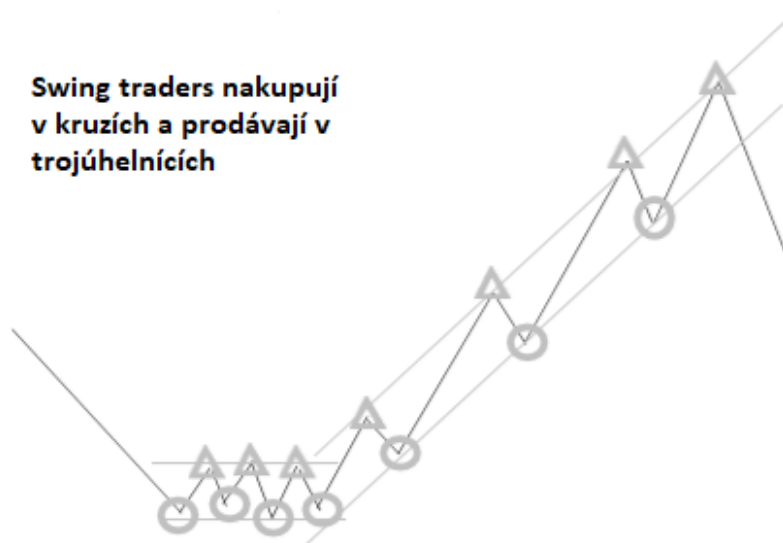 Swing traders nakupují
v kruzích a prodávají v
trojúhelnících